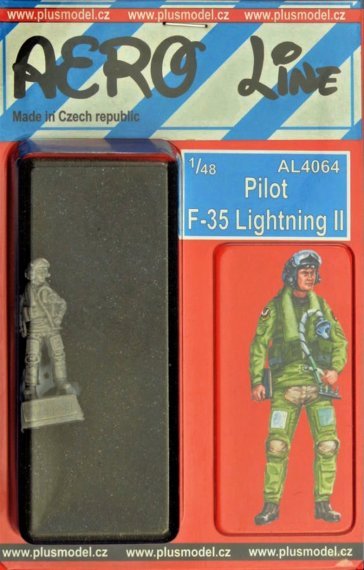 www.plusmodel.cz www.plusmodel.cz www.plusmodel.cz
AERO LINE
Made in Czech republic
1/48 AL4064
Pilot
F-35 Lightning II
www.plusmodel.cz www.plusmodel.cz www.plusmodel.cz